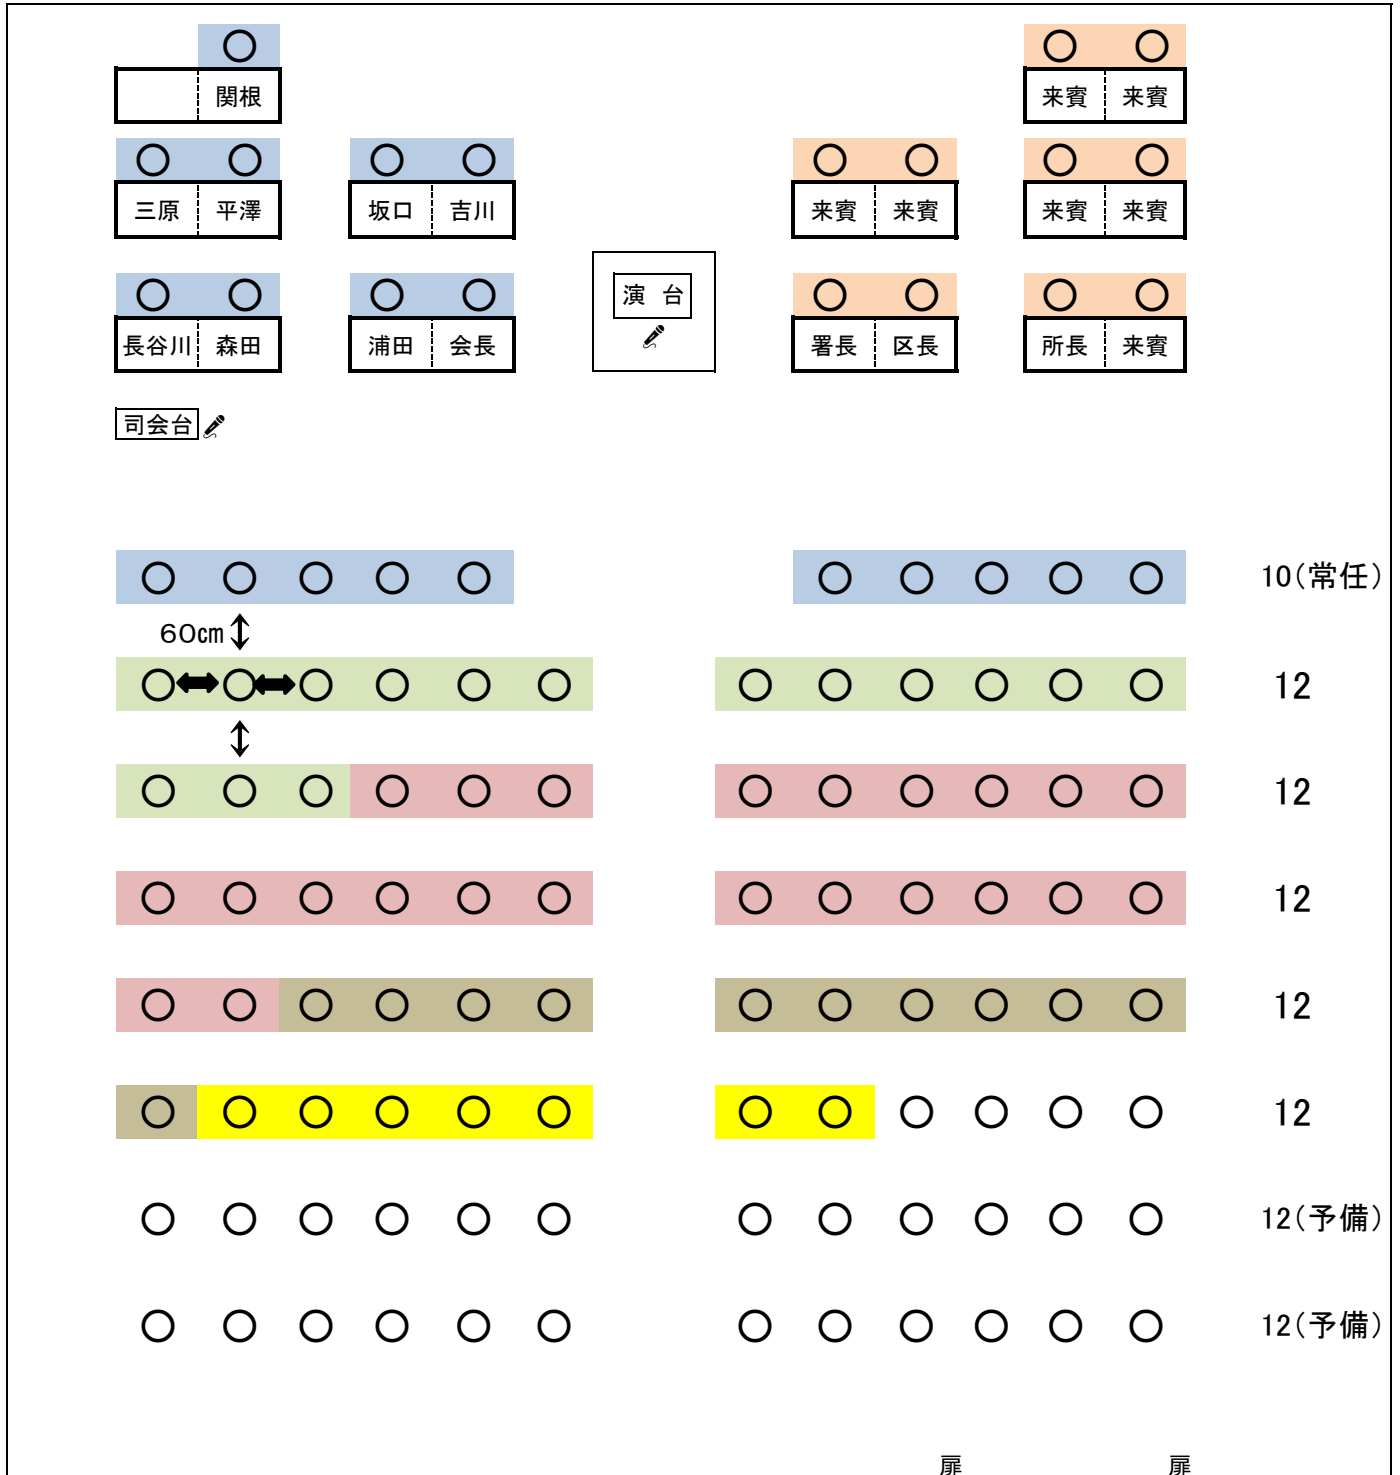 関根 来賓 来賓
三原 平澤 坂口 吉川 来賓 来賓 来賓 来賓
演 台
長谷川 森田 浦田 会長 署長 区長 所長 来賓
司会台
10(常任)
60㎝
12
12
12
12
12
12(予備)
12(予備)
扉 扉